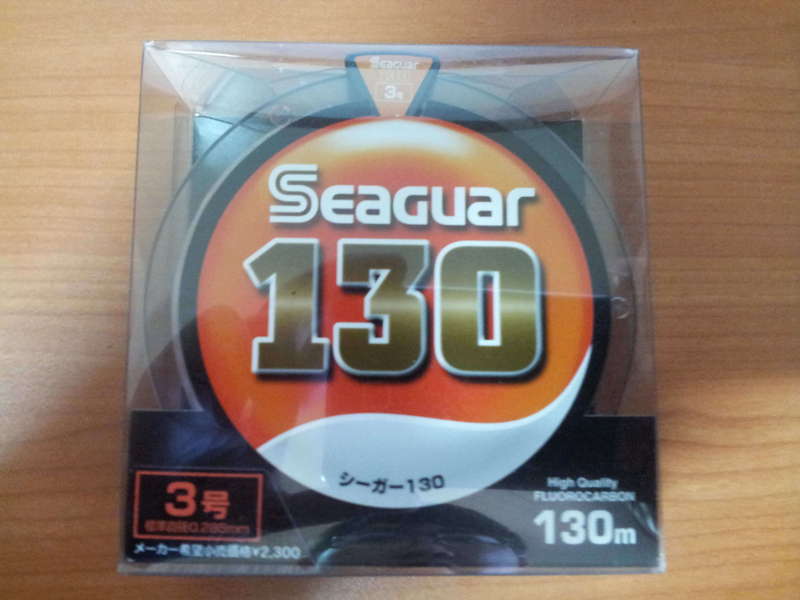 Seaguar
3号
Seaguar
130
シーガー130
3号
標準直径0.285mm
メーカー希望小売価格¥2,300
High Quality
FLUOROCARBON
130m